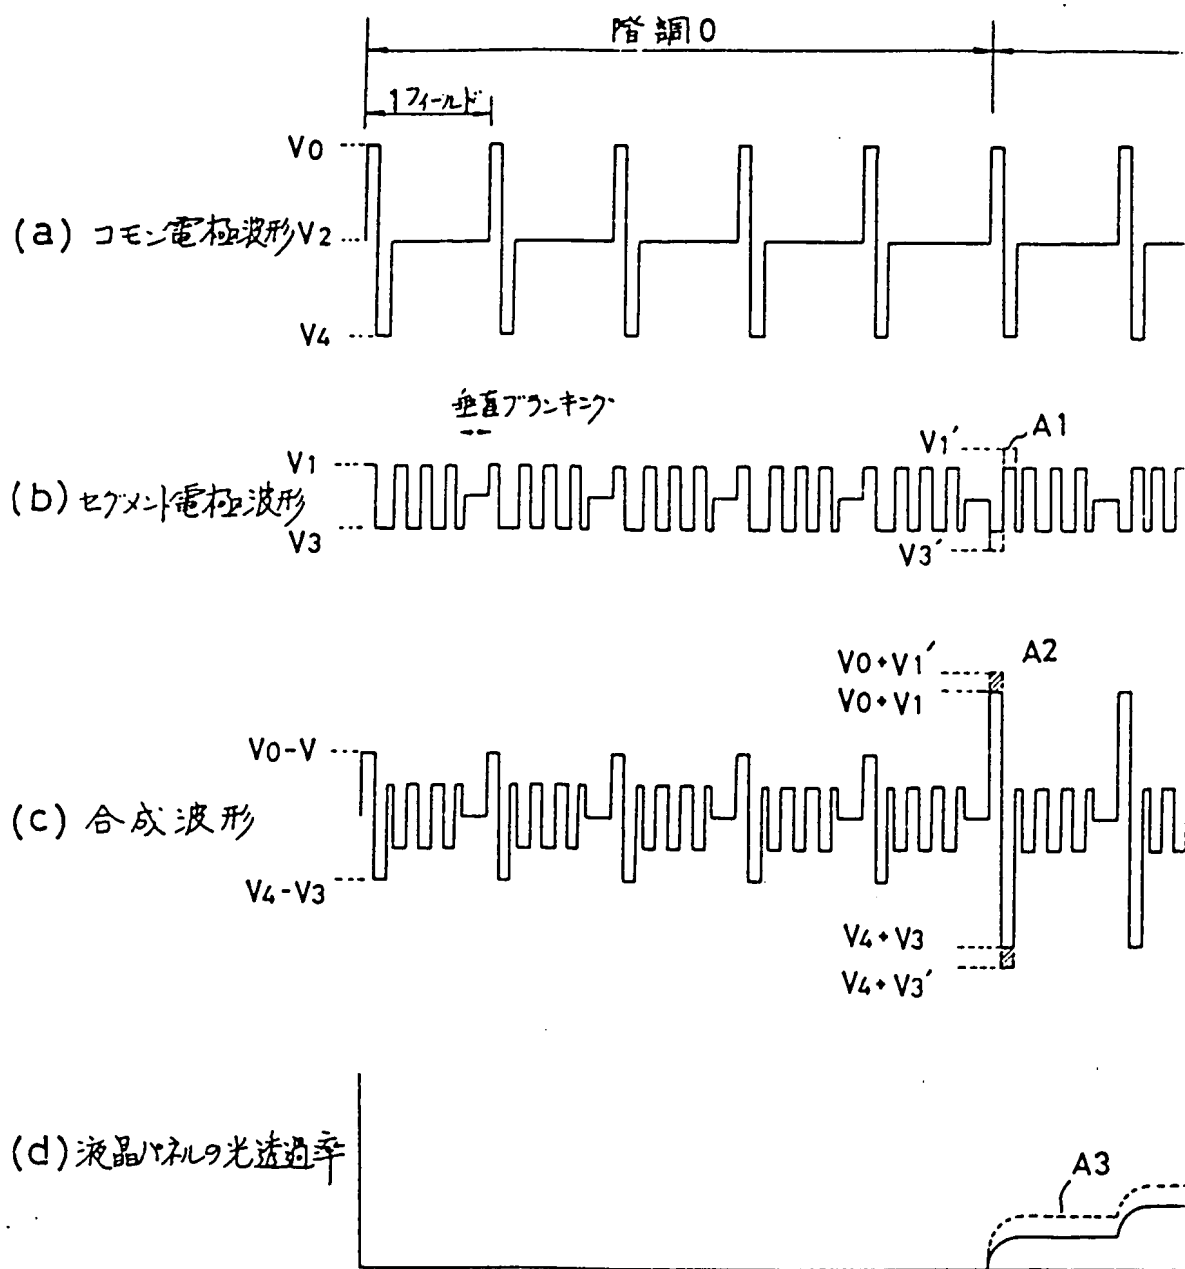 階調0
1フィールド
V0
(a) コモン電極波形 V2
V4
垂直ブランキング
V1' A1
V1
(b) セグメント電極波形
V3
V3'
V0+V1' A2
V0+V1
V0-V
(c) 合成波形
V4-V3
V4+V3
V4+V3'
(d) 液晶パネルの光透過率
A3